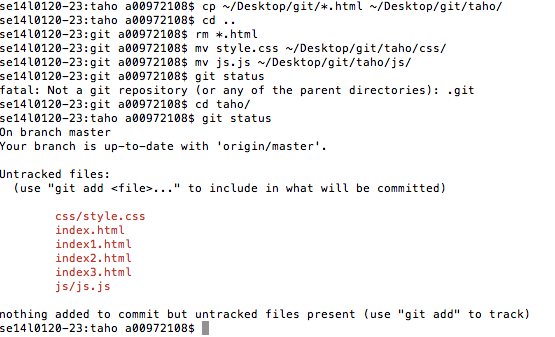 se14l0120-23:taho a00972108$ cp ~/Desktop/git/*.html ~/Desktop/git/taho/
se14l0120-23:taho a00972108$ cd ..
se14l0120-23:git a00972108$ rm *.html
se14l0120-23:git a00972108$ mv style.css ~/Desktop/git/taho/css/
se14l0120-23:git a00972108$ mv js.js ~/Desktop/git/taho/js/
se14l0120-23:git a00972108$ git status
fatal: Not a git repository (or any of the parent directories): .git
se14l0120-23:git a00972108$ cd taho/
se14l0120-23:taho a00972108$ git status
On branch master
Your branch is up-to-date with 'origin/master'.
Untracked files:
(use "git add <file>..." to include in what will be committed)
css/style.css
index.html
index1.html
index2.html
index3.html
js/js.js
nothing added to commit but untracked files present (use "git add" to track)
se14l0120-23:taho a00972108$